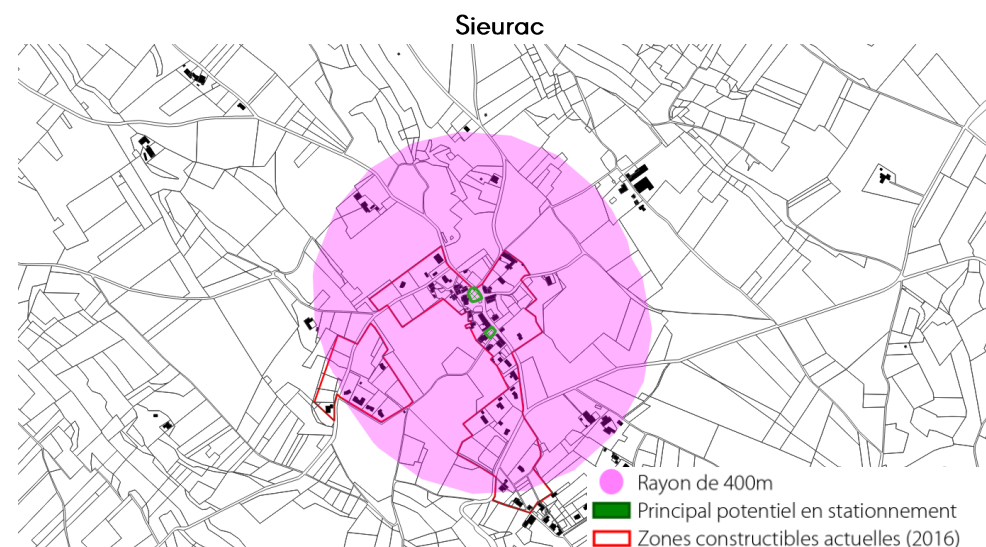 Sieurac
Rayon de 400m
Principal potentiel en stationnement
Zones constructibles actuelles (2016)